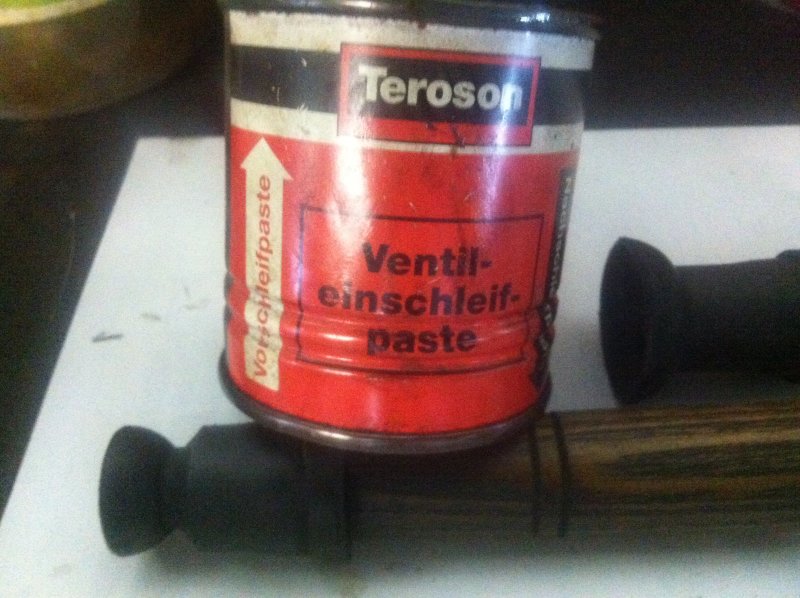 Teroson
Vorschleifpaste
Ventil-
einschleif-
paste